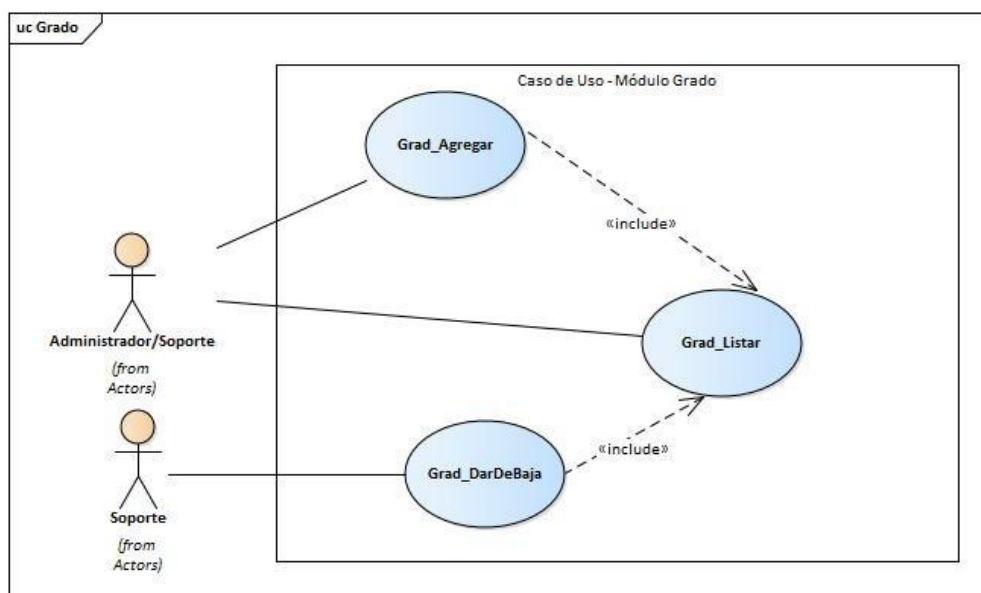 uc Grado
Caso de Uso - Módulo Grado
Grad_Agregar
«include»
Administrador/Soporte
(from
Actors)
Grad_Listar
«include»
Grad_DarDeBaja
Soporte
(from
Actors)